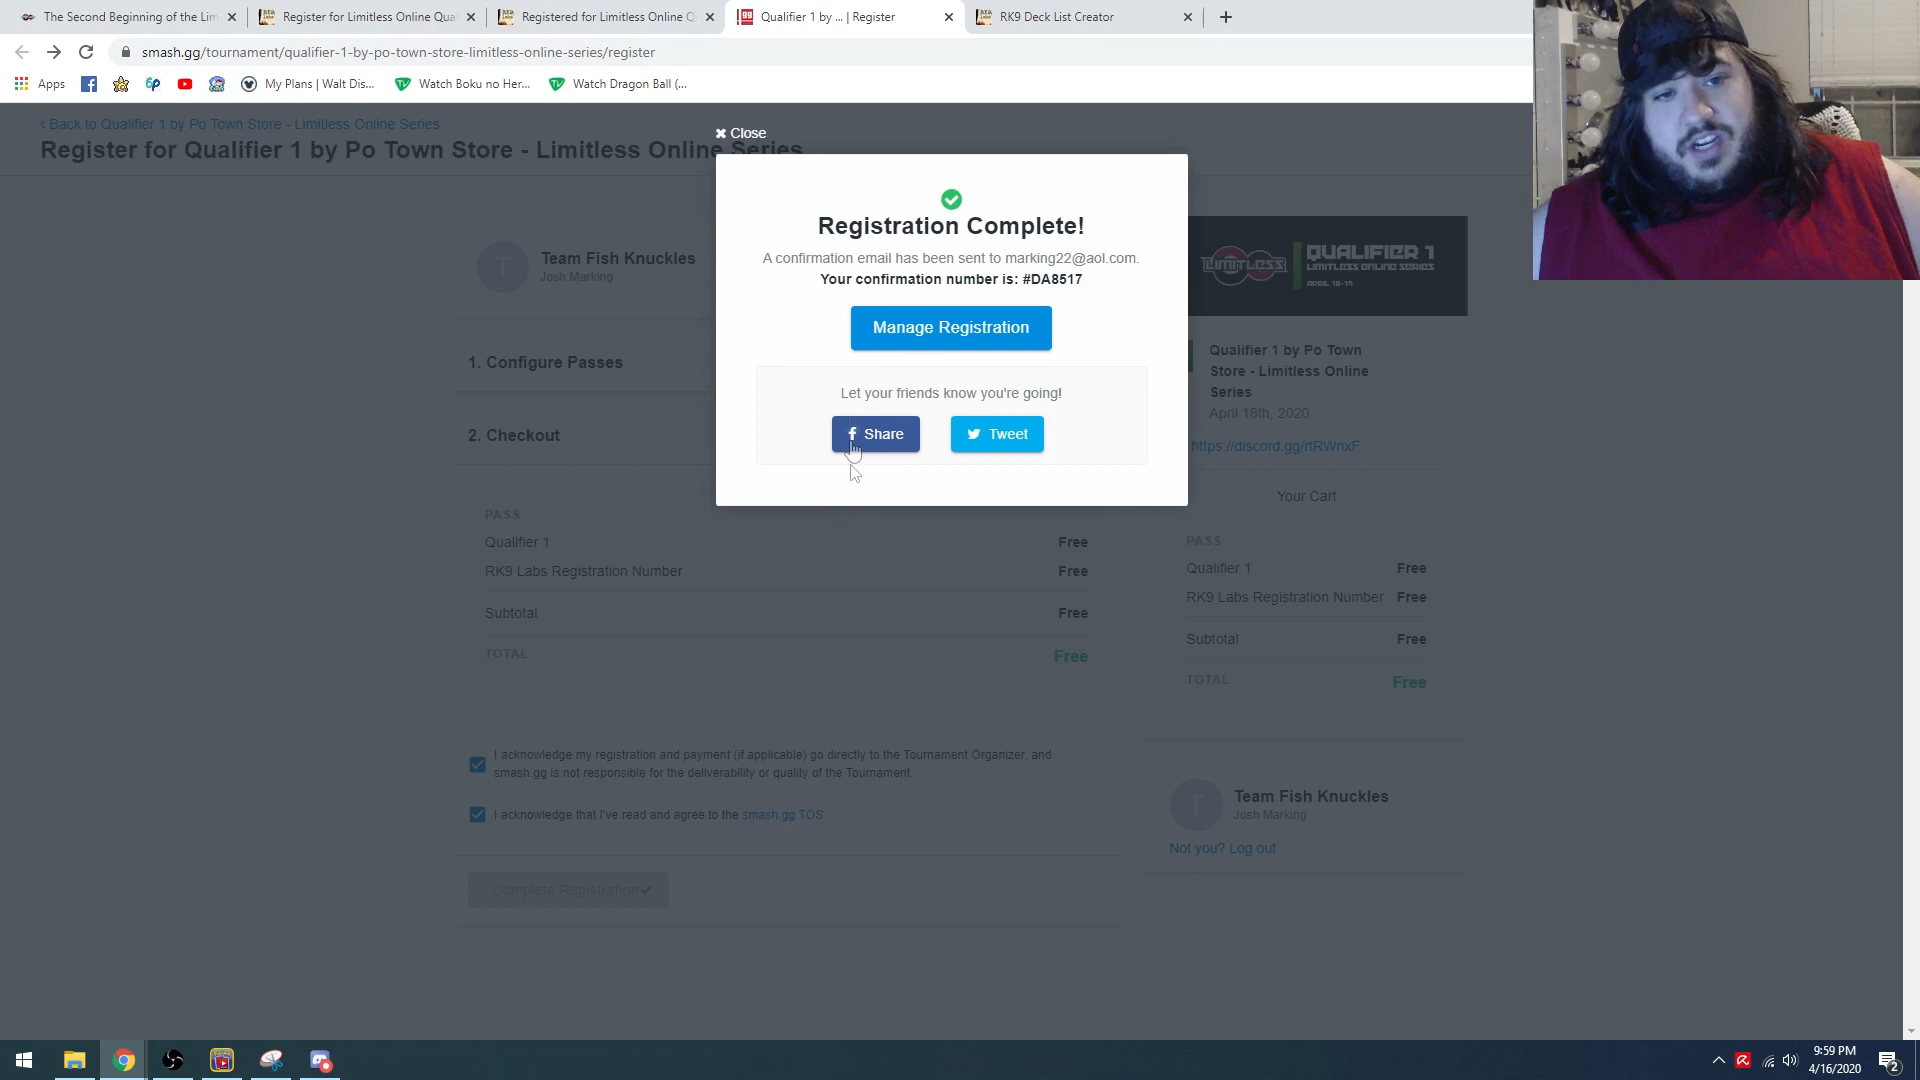 The Second Beginning of the Lim
Register for Limitless Online Qua
Registered for Limitless Online Q
Qualifier 1 by ... | Register
RK9 Deck List Creator
smash.gg/tournament/qualifier-1-by-po-town-store-limitless-online-series/register
Apps
My Plans | Walt Dis...
Watch Boku no Her...
Watch Dragon Ball (...
< Back to Qualifier 1 by Po Town Store - Limitless Online Series
Register for Qualifier 1 by Po Town Store - Limitless Online Series
Close
Registration Complete!
A confirmation email has been sent to marking22@aol.com.
Your confirmation number is: #DA8517
Manage Registration
Let your friends know you're going!
Share
Tweet
T
Team Fish Knuckles
Josh Marking
1. Configure Passes
2. Checkout
PASS
Qualifier 1 Free
RK9 Labs Registration Number Free
Subtotal Free
TOTAL Free
I acknowledge my registration and payment (if applicable) go directly to the Tournament Organizer, and
smash.gg is not responsible for the deliverability or quality of the Tournament.
I acknowledge that I've read and agree to the smash.gg TOS
Complete Registration
LIMITLESS
QUALIFIER 1
LIMITLESS ONLINE SERIES
APRIL 18-19
Qualifier 1 by Po Town
Store - Limitless Online
Series
April 18th, 2020
https://discord.gg/rtRWnxF
Your Cart
PASS
Qualifier 1 Free
RK9 Labs Registration Number Free
Subtotal Free
TOTAL Free
T
Team Fish Knuckles
Josh Marking
Not you? Log out
9:59 PM
4/16/2020
2